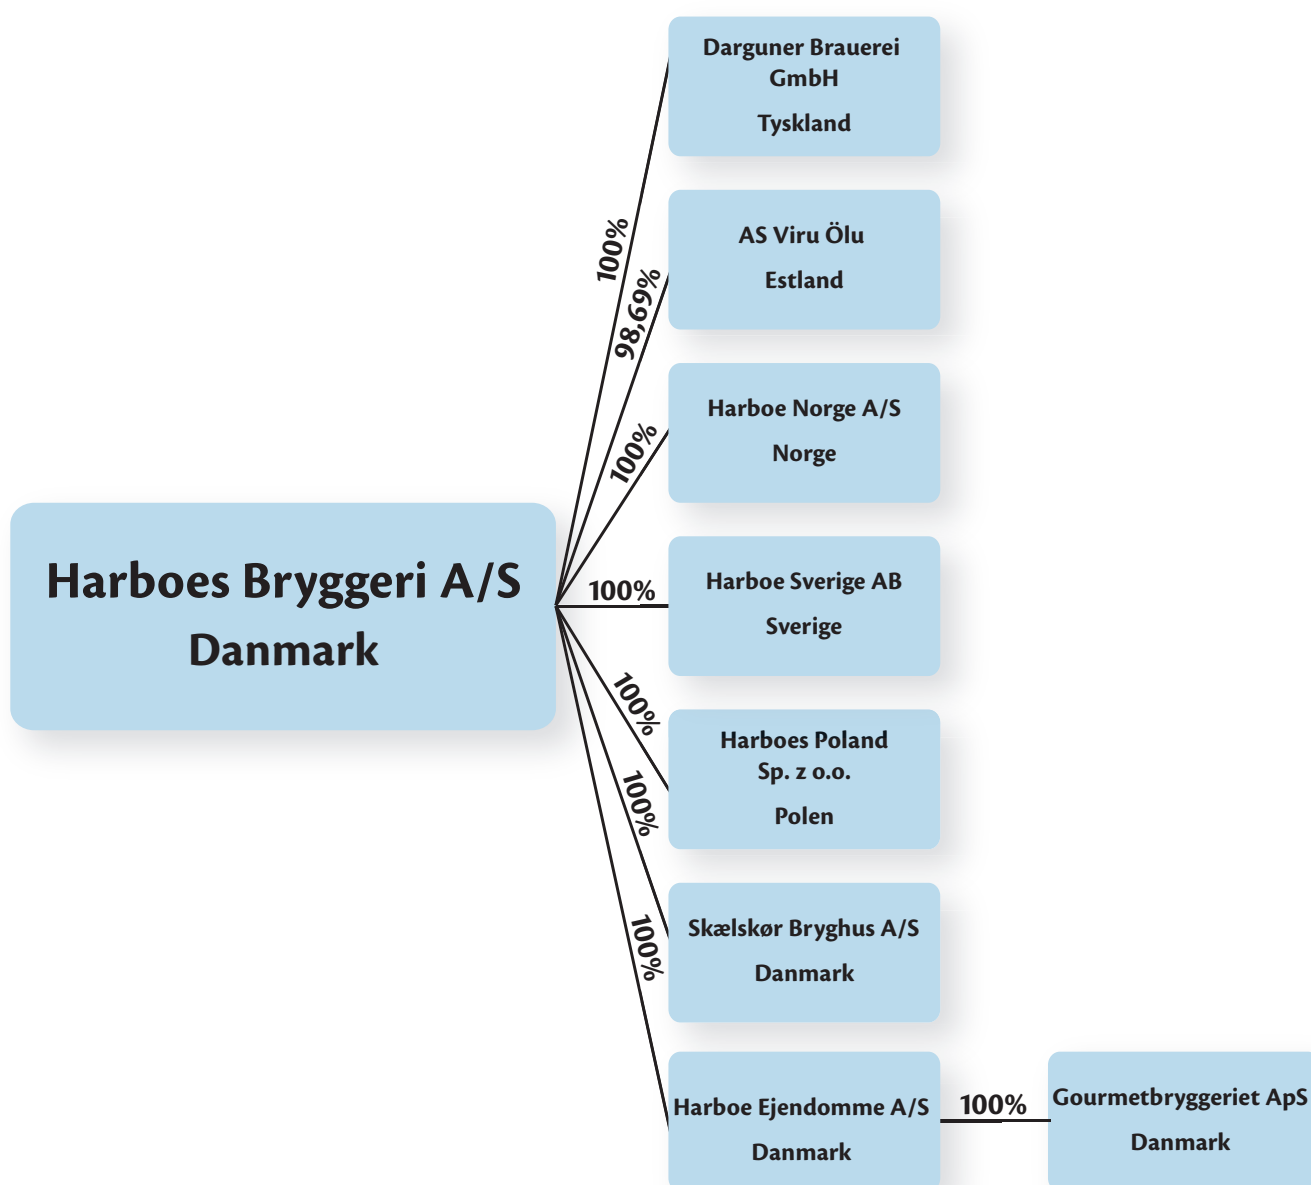 Harboes Bryggeri A/S
Danmark
100%
Darguner Brauerei
GmbH
Tyskland
98,69%
AS Viru Ölu
Estland
100%
Harboe Norge A/S
Norge
100%
Harboe Sverige AB
Sverige
100%
Harboes Poland
Sp. z o.o.
Polen
100%
Skælskør Bryghus A/S
Danmark
100%
Harboe Ejendomme A/S
Danmark
100%
Gourmetbryggeriet ApS
Danmark